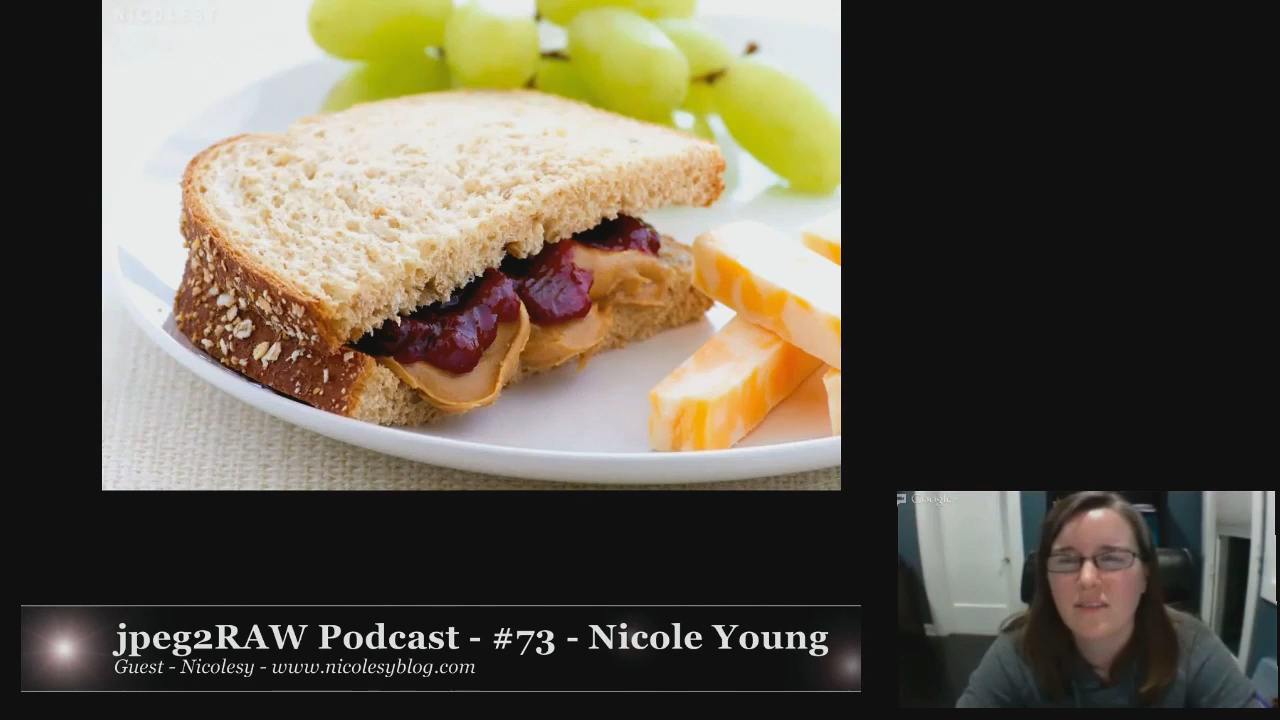 NICOLESY
Google+
jpeg2RAW Podcast - #73 - Nicole Young
Guest - Nicolesy - www.nicolesyblog.com